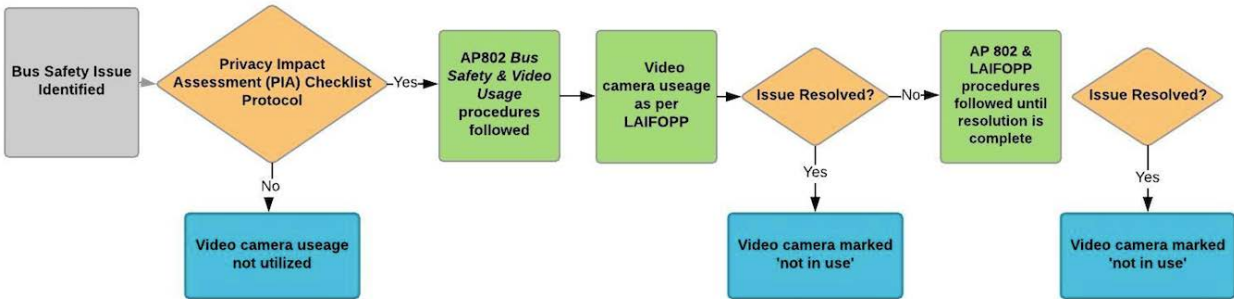 Bus Safety Issue
Identified
Privacy Impact
Assessment (PIA) Checklist
Protocol
Yes
AP802 Bus
Safety & Video
Usage
procedures
followed
Video
camera useage
as per
LAIFOPP
Issue Resolved?
No
AP 802 &
LAIFOPP
procedures
followed until
resolution is
complete
Issue Resolved?
No
Yes
Yes
Video camera useage
not utilized
Video camera marked
'not in use'
Video camera marked
'not in use'